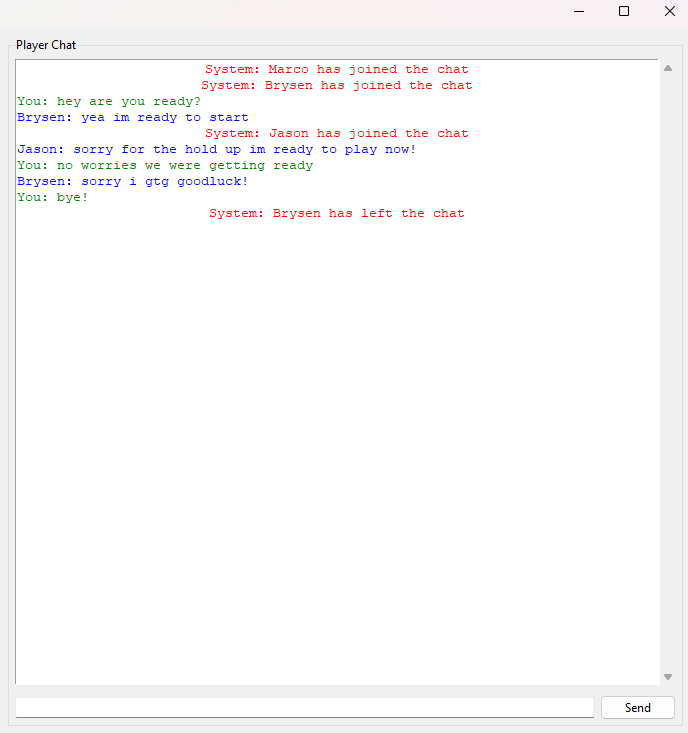 Player Chat
System: Marco has joined the chat
System: Brysen has joined the chat
You: hey are you ready?
Brysen: yea im ready to start
System: Jason has joined the chat
Jason: sorry for the hold up im ready to play now!
You: no worries we were getting ready
Brysen: sorry i gtg goodluck!
You: bye!
System: Brysen has left the chat
Send